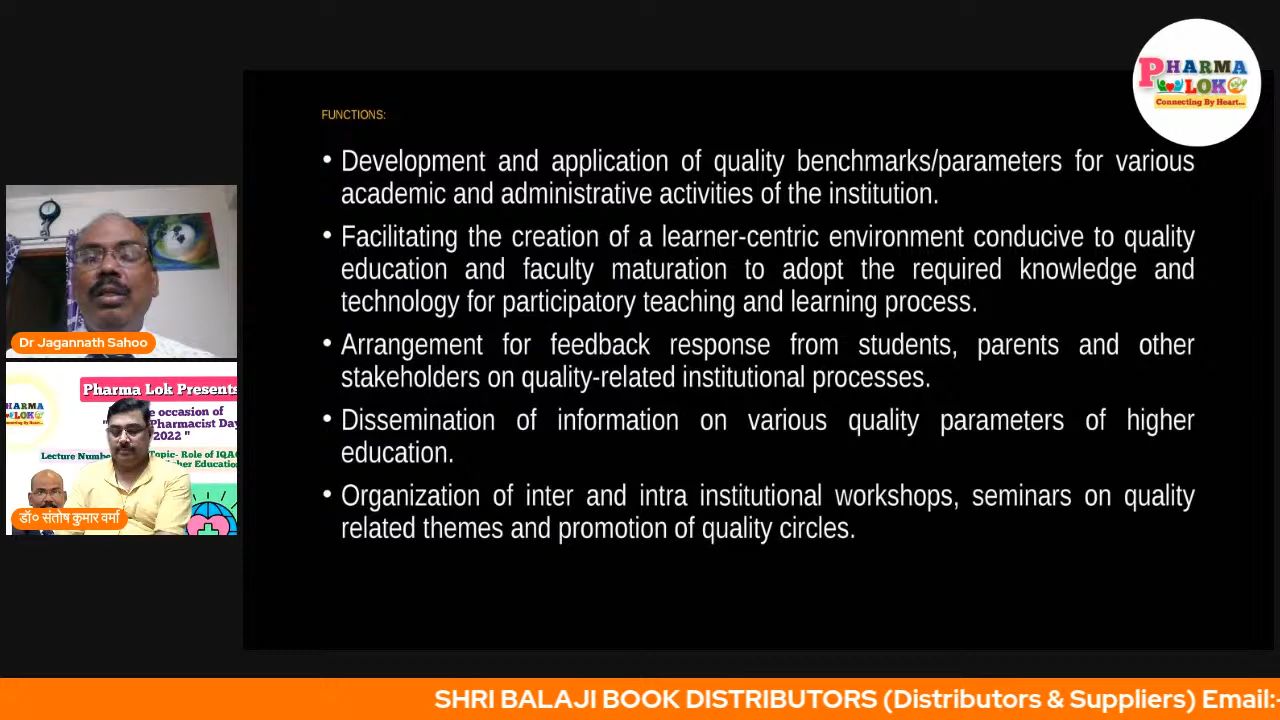 PHARMA
LOK
Connecting By Heart...
FUNCTIONS:
• Development and application of quality benchmarks/parameters for various
academic and administrative activities of the institution.
• Facilitating the creation of a learner-centric environment conducive to quality
education and faculty maturation to adopt the required knowledge and
technology for participatory teaching and learning process.
• Arrangement for feedback response from students, parents and other
stakeholders on quality-related institutional processes.
• Dissemination of information on various quality parameters of higher
education.
• Organization of inter and intra institutional workshops, seminars on quality
related themes and promotion of quality circles.
Dr Jagannath Sahoo
Pharma Lok Presents
occasion of
Pharmacist Day
2022 "
Lecture Topic- Role of IQAC
डॉ० संतोष कुमार वर्मा
SHRI BALAJI BOOK DISTRIBUTORS (Distributors & Suppliers) Email:-